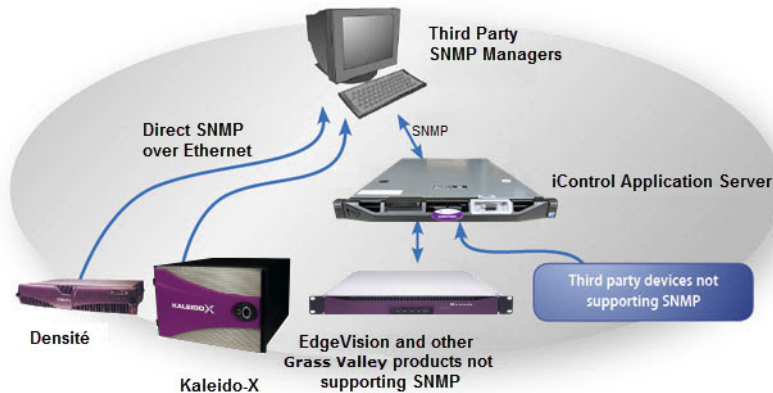 Third Party
SNMP Managers
Direct SNMP
over Ethernet
SNMP
iControl Application Server
Third party devices not
supporting SNMP
KALEIDOX
Densité
EdgeVision and other
Grass Valley products not
supporting SNMP
Kaleido-X